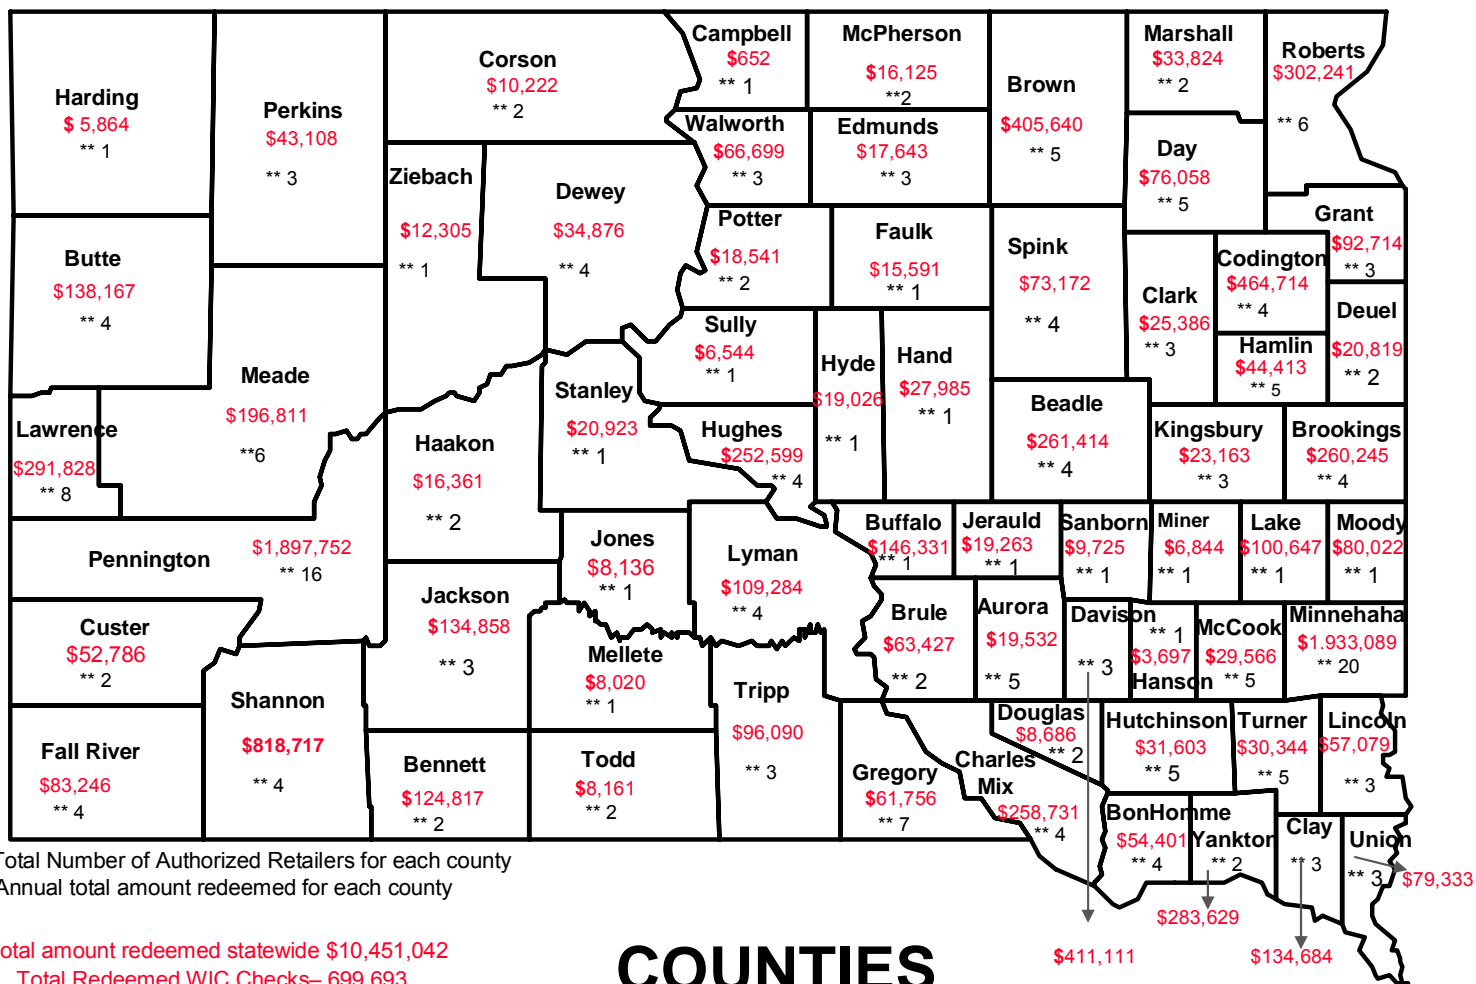 Harding
$ 5,864
** 1
Perkins
$43,108
** 3
Corson
$10,222
** 2
Campbell
$652
** 1
McPherson
$16,125
**2
Brown
$405,640
** 5
Marshall
$33,824
** 2
Roberts
$302,241
** 6
Walworth
$66,699
** 3
Edmunds
$17,643
** 3
Day
$76,058
** 5
Ziebach
$12,305
** 1
Dewey
$34,876
** 4
Potter
$18,541
** 2
Faulk
$15,591
** 1
Spink
$73,172
** 4
Grant
$92,714
** 3
Codington
$464,714
** 4
Clark
$25,386
** 3
Deuel
$20,819
** 2
Hamlin
$44,413
** 5
Butte
$138,167
** 4
Meade
$196,811
**6
Sully
$6,544
** 1
Hyde
$19,026
** 1
Hand
$27,985
** 1
Stanley
$20,923
** 1
Hughes
$252,599
** 4
Beadle
$261,414
** 4
Kingsbury
$23,163
** 3
Brookings
$260,245
** 4
Lawrence
$291,828
** 8
Haakon
$16,361
** 2
Pennington
$1,897,752
** 16
Jones
$8,136
** 1
Lyman
$109,284
** 4
Buffalo
$146,331
** 1
Jerauld
$19,263
** 1
Sanborn
$9,725
** 1
Miner
$6,844
** 1
Lake
$100,647
** 1
Moody
$80,022
** 1
Jackson
$134,858
** 3
Custer
$52,786
** 2
Mellete
$8,020
** 1
Brule
$63,427
** 2
Aurora
$19,532
** 5
Davison
** 3
** 1
$3,697
Hanson
McCook
$29,566
** 5
Minnehaha
$1.933,089
** 20
Shannon
$818,717
** 4
Tripp
$96,090
** 3
Fall River
$83,246
** 4
Bennett
$124,817
** 2
Todd
$8,161
** 2
Gregory
$61,756
** 7
Douglas
$8,686
** 2
Charles
Mix
$258,731
** 4
Hutchinson
$31,603
** 5
Turner
$30,344
** 5
Lincoln
$57,079
** 3
BonHomme
$54,401
** 4
Yankton
** 2
Clay
** 3
Union
** 3
$79,333
$283,629
$411,111
$134,684
Total Number of Authorized Retailers for each county
Annual total amount redeemed for each county
otal amount redeemed statewide $10,451,042
Total Redeemed WIC Checks– 699,693
COUNTIES